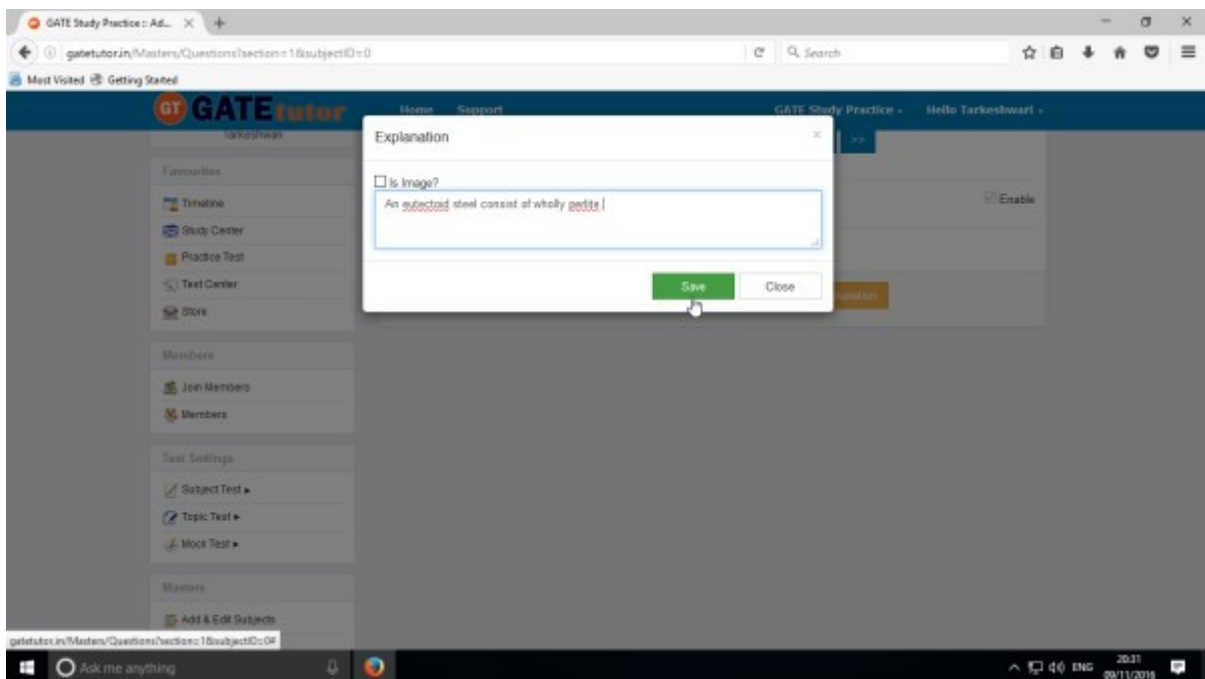 GATE Study Practice :: Ad...
gatetutor.in/Masters/Questions?section=1&subjectID=0
Search
Most Visited
Getting Started
GT GATEtutor
Home
Support
GATE Study Practice
Hello Tarkeshwari
Tarkeshwari
Explanation
>>
Is Image?
An eutectoid steel consist of wholly perlite
Enable
Save
Close
Favourites
Timeline
Study Center
Practice Test
Test Center
Store
Members
Join Members
Members
Test Settings
Subject Test
Topic Test
Mock Test
Masters
Add & Edit Subjects
gatetutor.in/Masters/Questions?section=1&subjectID=0#
Ask me anything
ENG
20:31
09/11/2016